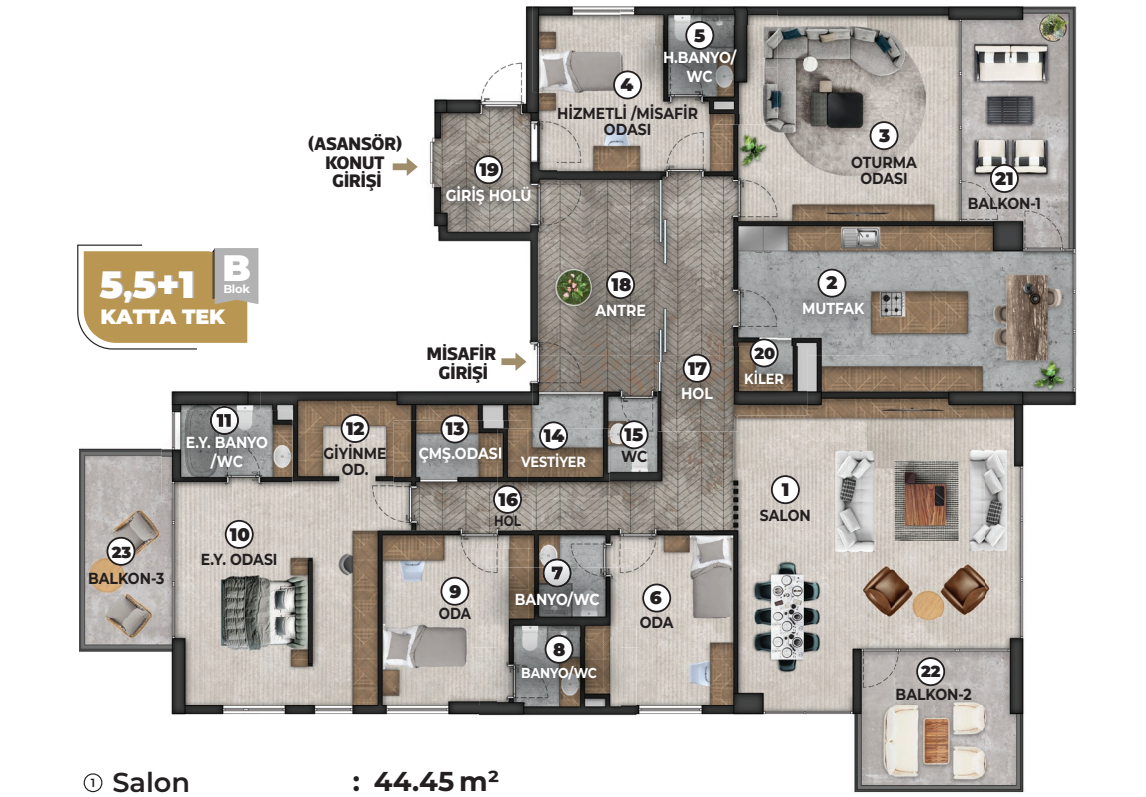 5
H.BANYO/
WC
4
HİZMETLİ /MİSAFİR
ODASI
3
OTURMA
ODASI
21
BALKON-1
(ASANSÖR)
KONUT
GİRİŞİ
19
GİRİŞ HOLÜ
5,5+1
KATTA TEK
B
Blok
18
ANTRE
2
MUTFAK
MİSAFİR
GİRİŞİ
20
KİLER
17
HOL
11
E.Y. BANYO
/WC
12
GİYİNME
OD.
13
ÇMŞ.ODASI
14
VESTİYER
15
WC
16
HOL
1
SALON
10
E.Y. ODASI
23
BALKON-3
9
ODA
7
BANYO/WC
6
ODA
8
BANYO/WC
22
BALKON-2
① Salon : 44.45 m²